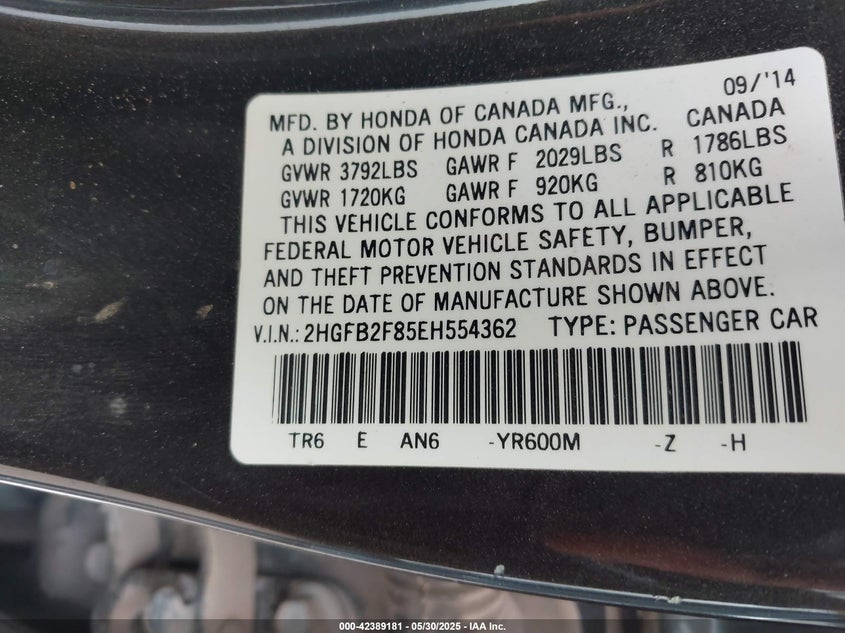 09/'14
MFD. BY HONDA OF CANADA MFG., CANADA
A DIVISION OF HONDA CANADA INC.
GVWR 3792LBS GAWR F 2029LBS R 1786LBS
GVWR 1720KG GAWR F 920KG R 810KG
THIS VEHICLE CONFORMS TO ALL APPLICABLE
FEDERAL MOTOR VEHICLE SAFETY, BUMPER,
AND THEFT PREVENTION STANDARDS IN EFFECT
ON THE DATE OF MANUFACTURE SHOWN ABOVE.
V.I.N.: 2HGFB2F85EH554362 TYPE: PASSENGER CAR
TR6 E AN6 -YR600M -Z -H
000-42389181 - 05/30/2025 - IAA Inc.